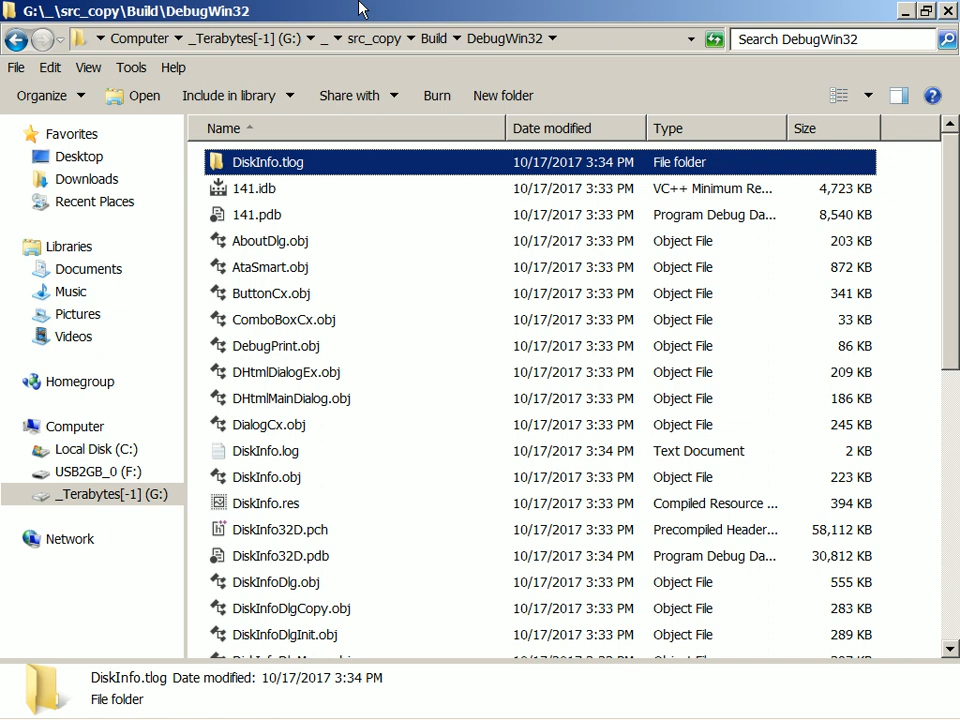 G:\_\src_copy\Build\DebugWin32
Computer _Terabytes[-1] (G:) _ src_copy Build DebugWin32 Search DebugWin32
File Edit View Tools Help
Organize Open Include in library Share with Burn New folder
Favorites
Desktop
Downloads
Recent Places
Libraries
Documents
Music
Pictures
Videos
Homegroup
Computer
Local Disk (C:)
USB2GB_0 (F:)
_Terabytes[-1] (G:)
Network
Name Date modified Type Size
DiskInfo.tlog 10/17/2017 3:34 PM File folder
141.idb 10/17/2017 3:33 PM VC++ Minimum Re... 4,723 KB
141.pdb 10/17/2017 3:33 PM Program Debug Da... 8,540 KB
AboutDlg.obj 10/17/2017 3:33 PM Object File 203 KB
AtaSmart.obj 10/17/2017 3:33 PM Object File 872 KB
ButtonCx.obj 10/17/2017 3:33 PM Object File 341 KB
ComboBoxCx.obj 10/17/2017 3:33 PM Object File 33 KB
DebugPrint.obj 10/17/2017 3:33 PM Object File 86 KB
DHtmlDialogEx.obj 10/17/2017 3:33 PM Object File 209 KB
DHtmlMainDialog.obj 10/17/2017 3:33 PM Object File 186 KB
DialogCx.obj 10/17/2017 3:33 PM Object File 245 KB
DiskInfo.log 10/17/2017 3:34 PM Text Document 2 KB
DiskInfo.obj 10/17/2017 3:33 PM Object File 223 KB
DiskInfo.res 10/17/2017 3:33 PM Compiled Resource ... 394 KB
DiskInfo32D.pch 10/17/2017 3:33 PM Precompiled Header... 58,112 KB
DiskInfo32D.pdb 10/17/2017 3:34 PM Program Debug Da... 30,812 KB
DiskInfoDlg.obj 10/17/2017 3:33 PM Object File 555 KB
DiskInfoDlgCopy.obj 10/17/2017 3:33 PM Object File 283 KB
DiskInfoDlgInit.obj 10/17/2017 3:33 PM Object File 289 KB
DiskInfo.tlog Date modified: 10/17/2017 3:34 PM
File folder